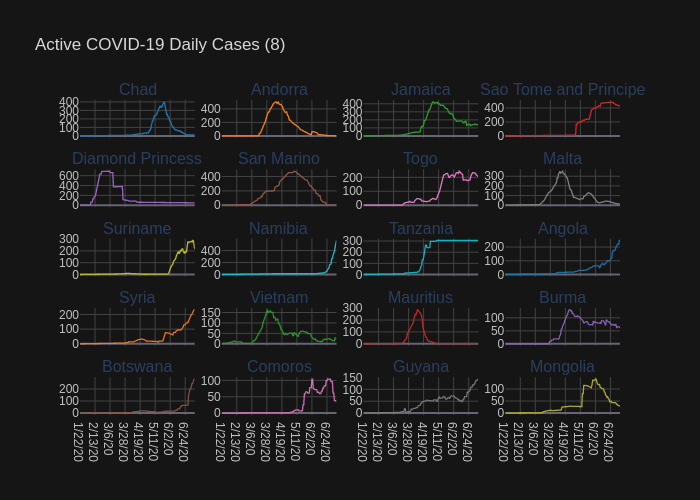 Active COVID-19 Daily Cases (8)
Chad Andorra Jamaica Sao Tome and Principe
400 300 200 100 0
400 200 0
400 300 200 100 0
400 200 0
Diamond Princess San Marino Togo Malta
600 400 200 0
400 200 0
200 100 0
300 200 100 0
Suriname Namibia Tanzania Angola
300 200 100 0
400 200 0
300 200 100 0
200 100 0
Syria Vietnam Mauritius Burma
200 100 0
150 100 50 0
300 200 100 0
100 50 0
Botswana Comoros Guyana Mongolia
200 100 0
100 50 0
150 100 50 0
100 50 0
1/22/20 2/13/20 3/6/20 3/28/20 4/19/20 5/11/20 6/2/20 6/24/20
1/22/20 2/13/20 3/6/20 3/28/20 4/19/20 5/11/20 6/2/20 6/24/20
1/22/20 2/13/20 3/6/20 3/28/20 4/19/20 5/11/20 6/2/20 6/24/20
1/22/20 2/13/20 3/6/20 3/28/20 4/19/20 5/11/20 6/2/20 6/24/20